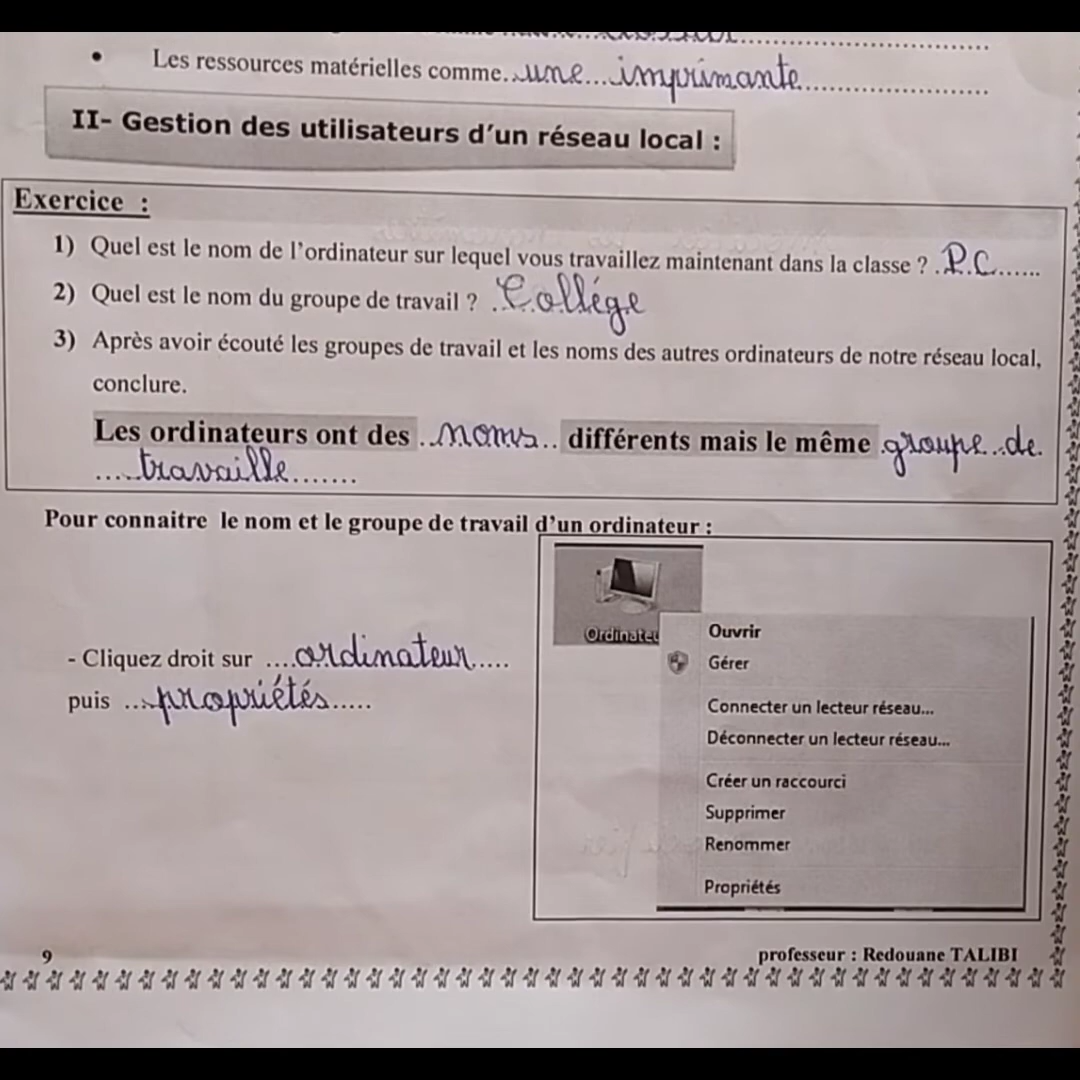 • Les ressources matérielles comme...une...imprimante........................
II- Gestion des utilisateurs d'un réseau local :
Exercice :
1) Quel est le nom de l'ordinateur sur lequel vous travaillez maintenant dans la classe ? .P.C......
2) Quel est le nom du groupe de travail ? ..Collége
3) Après avoir écouté les groupes de travail et les noms des autres ordinateurs de notre réseau local,
conclure.
Les ordinateurs ont des ..noms.. différents mais le même .groupe..de.
.....travaille.......
Pour connaitre le nom et le groupe de travail d'un ordinateur :
Ordinateu
Ouvrir
Gérer
- Cliquez droit sur ....ordinateur.....
puis ...propriétés.....
Connecter un lecteur réseau...
Déconnecter un lecteur réseau...
Créer un raccourci
Supprimer
Renommer
Propriétés
9
professeur : Redouane TALIBI